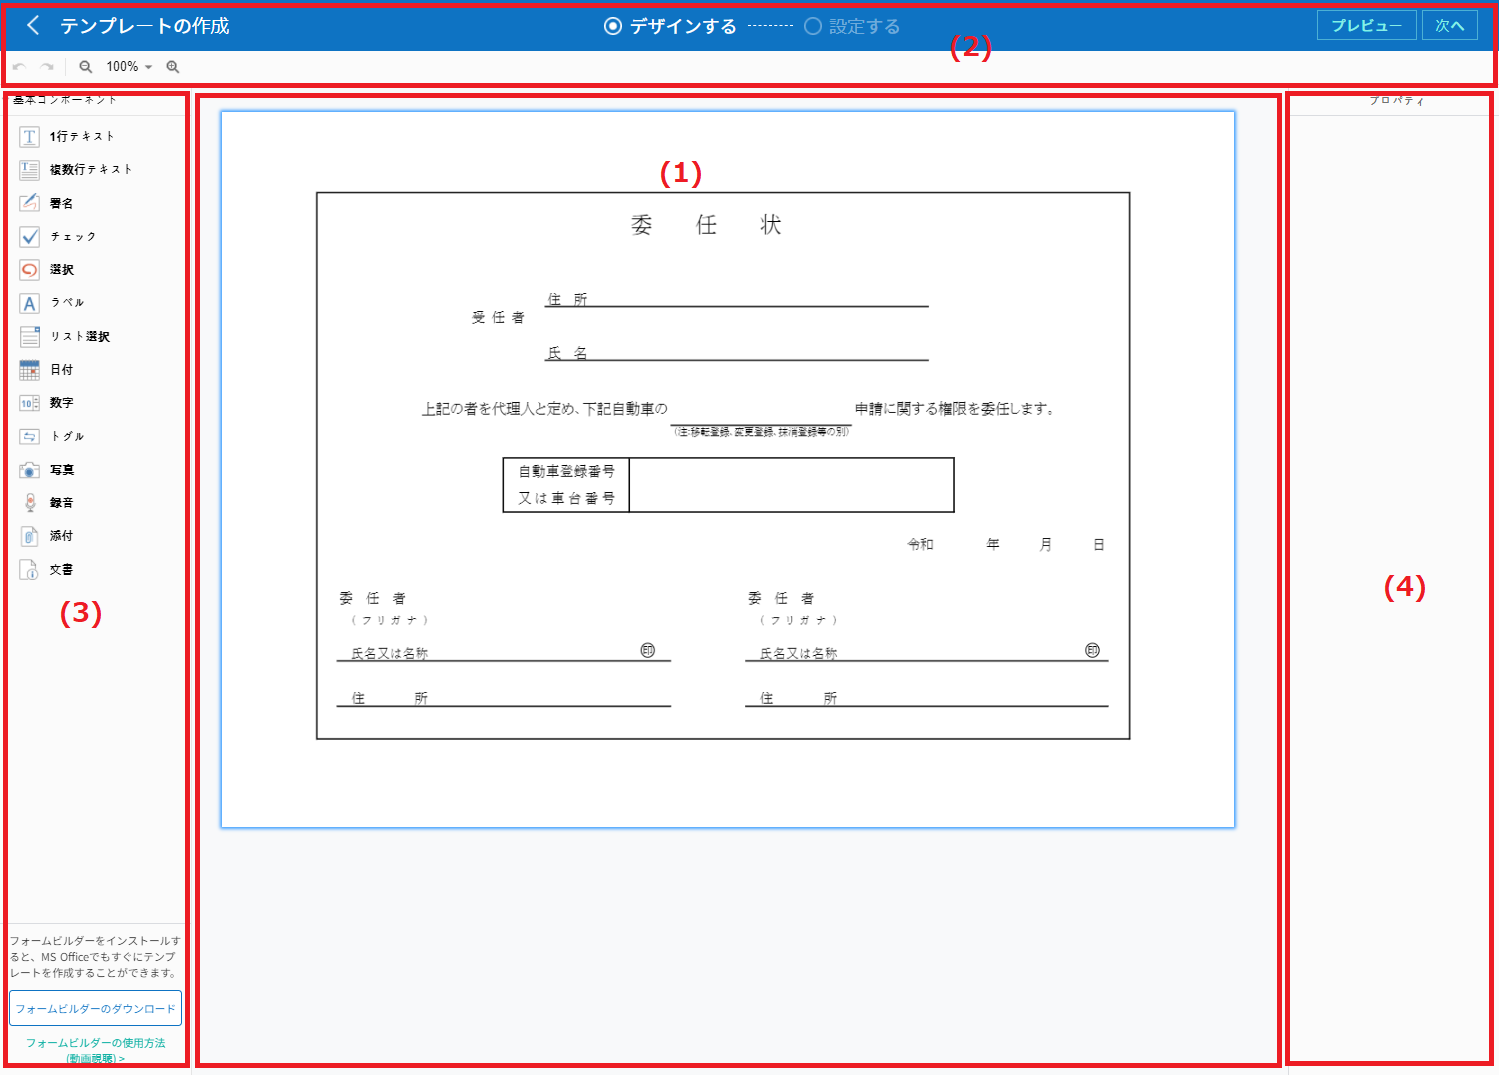 テンプレートの作成
デザインする
設定する
プレビュー
次へ
(2)
100%
基本コンポーネント
1行テキスト
複数行テキスト
署名
チェック
選択
ラベル
リスト選択
日付
数字
トグル
写真
録音
添付
文書
(3)
フォームビルダーをインストールす
ると、MS Officeでもすぐにテンプ
レートを作成することができます。
フォームビルダーのダウンロード
フォームビルダーの使用方法
(動画視聴) >
(1)
委 任 状
住 所
受 任 者
氏 名
上記の者を代理人と定め、下記自動車の 申請に関する権限を委任します。
(注:移転登録、変更登録、抹消登録等の別)
自動車登録番号
又は車台番号
令和 年 月 日
委 任 者 委 任 者
(フリガナ) (フリガナ)
氏名又は名称 印 氏名又は名称 印
住 所 住 所
プロパティ
(4)